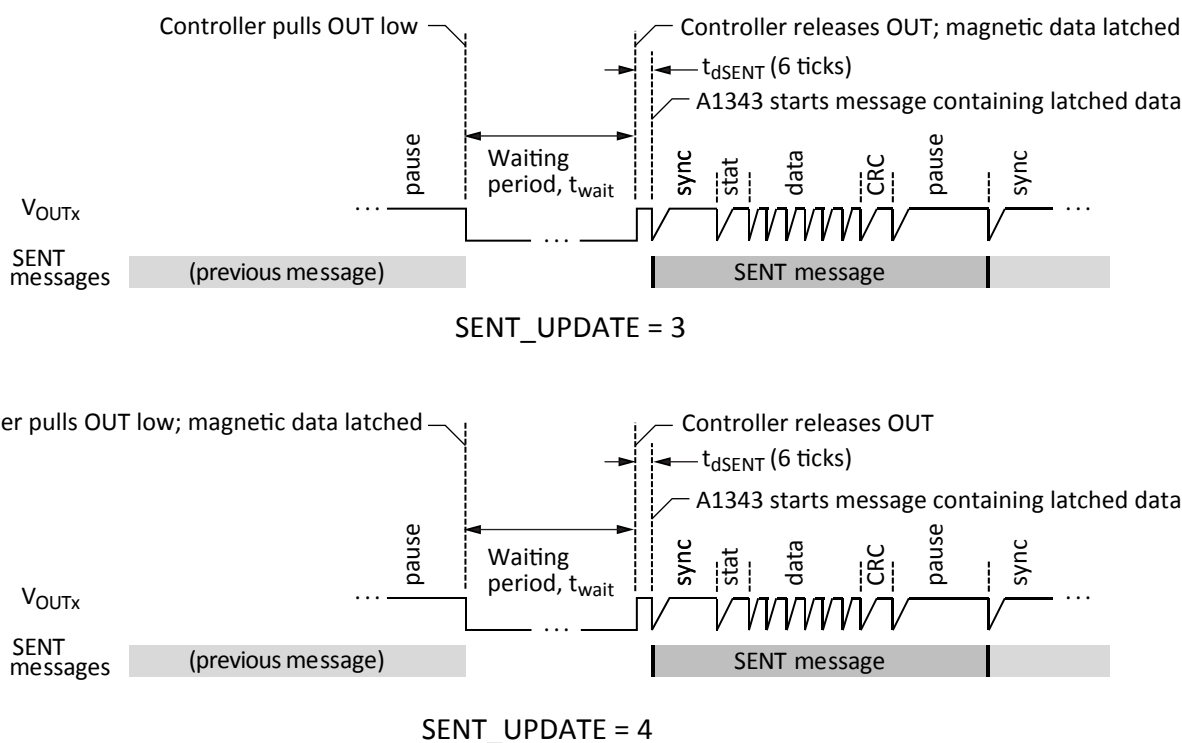 Controller pulls OUT low
Controller releases OUT; magnetic data latched
tdSENT (6 ticks)
A1343 starts message containing latched data
pause
Waiting
period, twait
sync
stat
data
CRC
pause
sync
VOUTx
... ... ...
SENT
messages
(previous message)
SENT message
SENT_UPDATE = 3
er pulls OUT low; magnetic data latched
Controller releases OUT
tdSENT (6 ticks)
A1343 starts message containing latched data
pause
Waiting
period, twait
sync
stat
data
CRC
pause
sync
VOUTx
... ... ...
SENT
messages
(previous message)
SENT message
SENT_UPDATE = 4